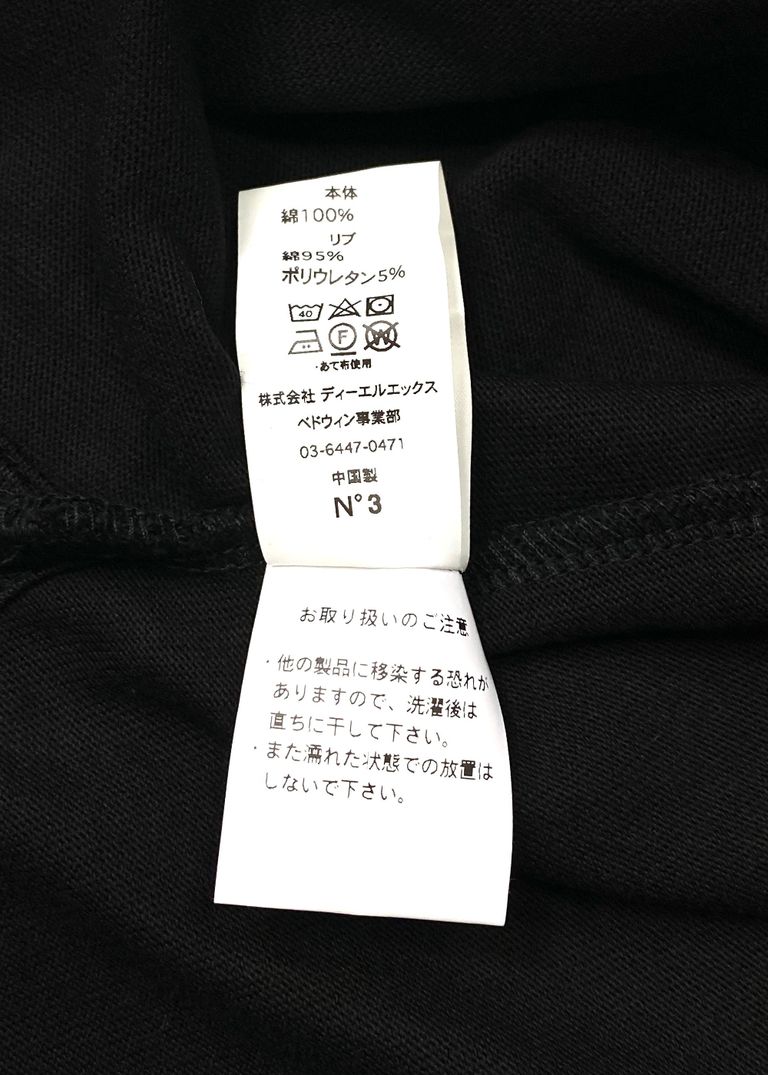 本体
綿100%
リブ
綿95%
ポリウレタン5%
40
F W
・あて布使用
株式会社 ディーエルエックス
ベドウィン事業部
03-6447-0471
中国製
N°3
お取り扱いのご注意
・他の製品に移染する恐れが
ありますので、洗濯後は
直ちに干して下さい。
・また濡れた状態での放置は
しないで下さい。